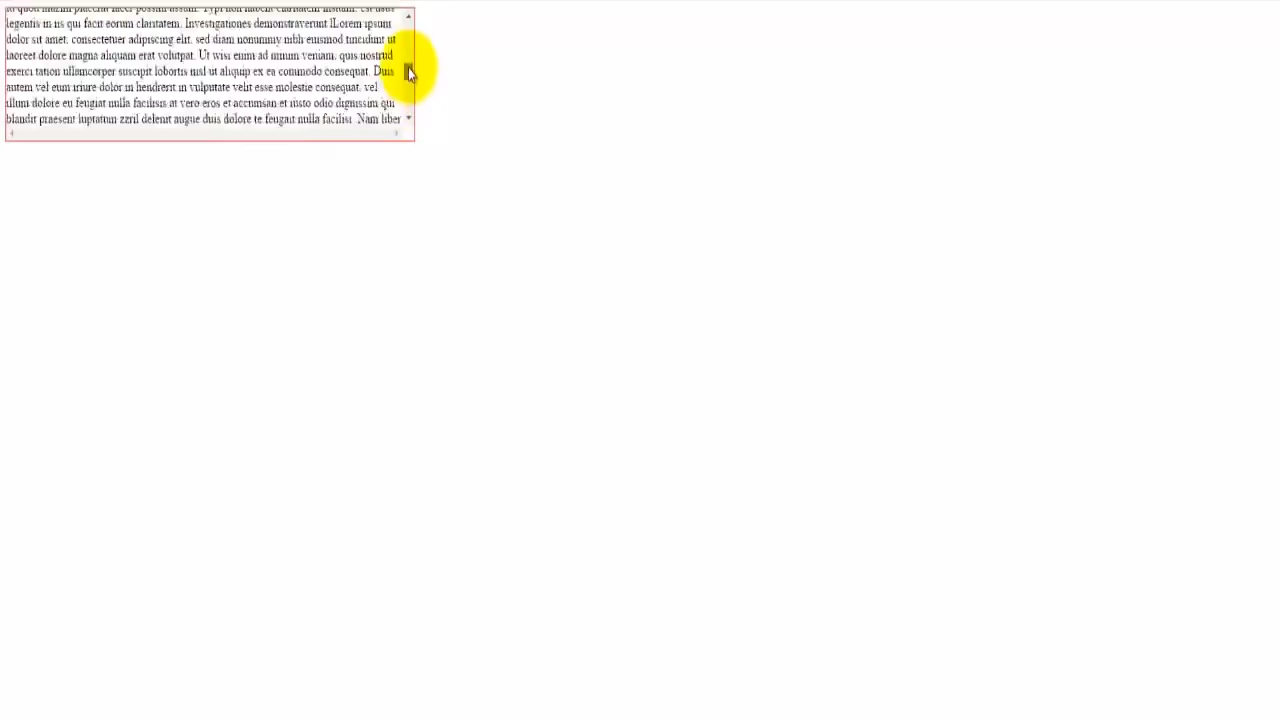 legentis in iis qui facit eorum claritatem. Investigationes demonstraverunt lLorem ipsum
dolor sit amet, consectetuer adipiscing elit, sed diam nonummy nibh euismod tincidunt ut
laoreet dolore magna aliquam erat volutpat. Ut wisi enim ad minim veniam, quis nostrud
exerci tation ullamcorper suscipit lobortis nisl ut aliquip ex ea commodo consequat. Duis
autem vel eum iriure dolor in hendrerit in vulputate velit esse molestie consequat, vel
illum dolore eu feugiat nulla facilisis at vero eros et accumsan et iusto odio dignissim qui
blandit praesent luptatum zzril delenit augue duis dolore te feugait nulla facilisi. Nam liber